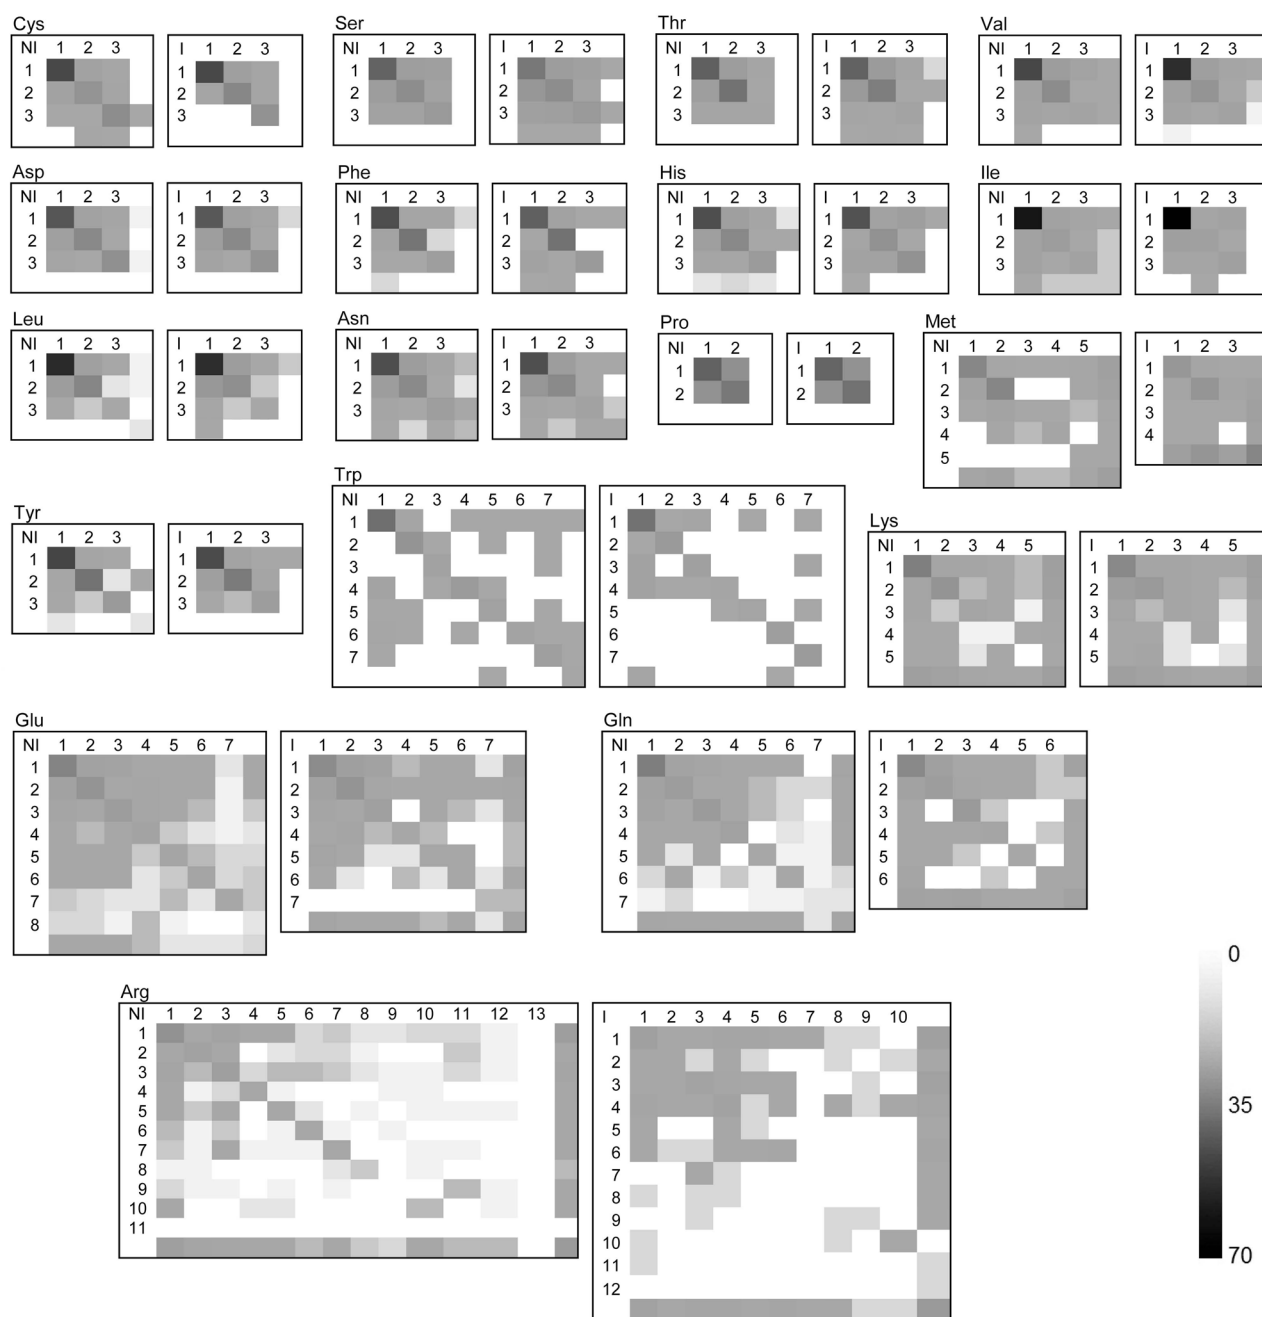 Cys
NI 1 2 3
1
2
3
I 1 2 3
1
2
3
Ser
NI 1 2 3
1
2
3
I 1 2 3
1
2
3
Thr
NI 1 2 3
1
2
3
I 1 2 3
1
2
3
Val
NI 1 2 3
1
2
3
I 1 2 3
1
2
3
Asp
NI 1 2 3
1
2
3
I 1 2 3
1
2
3
Phe
NI 1 2 3
1
2
3
I 1 2 3
1
2
3
His
NI 1 2 3
1
2
3
I 1 2 3
1
2
3
Ile
NI 1 2 3
1
2
3
I 1 2 3
1
2
3
Leu
NI 1 2 3
1
2
3
I 1 2 3
1
2
3
Asn
NI 1 2 3
1
2
3
I 1 2 3
1
2
3
Pro
NI 1 2
1
2
I 1 2
1
2
Met
NI 1 2 3 4 5
1
2
3
4
5
I 1 2 3
1
2
3
4
Tyr
NI 1 2 3
1
2
3
I 1 2 3
1
2
3
Trp
NI 1 2 3 4 5 6 7
1
2
3
4
5
6
7
I 1 2 3 4 5 6 7
1
2
3
4
5
6
7
Lys
NI 1 2 3 4 5
1
2
3
4
5
I 1 2 3 4 5
1
2
3
4
5
Glu
NI 1 2 3 4 5 6 7
1
2
3
4
5
6
7
8
I 1 2 3 4 5 6 7
1
2
3
4
5
6
7
Gln
NI 1 2 3 4 5 6 7
1
2
3
4
5
6
7
I 1 2 3 4 5 6
1
2
3
4
5
6
Arg
NI 1 2 3 4 5 6 7 8 9 10 11 12 13
1
2
3
4
5
6
7
8
9
10
11
I 1 2 3 4 5 6 7 8 9 10
1
2
3
4
5
6
7
8
9
10
11
12
0
35
70